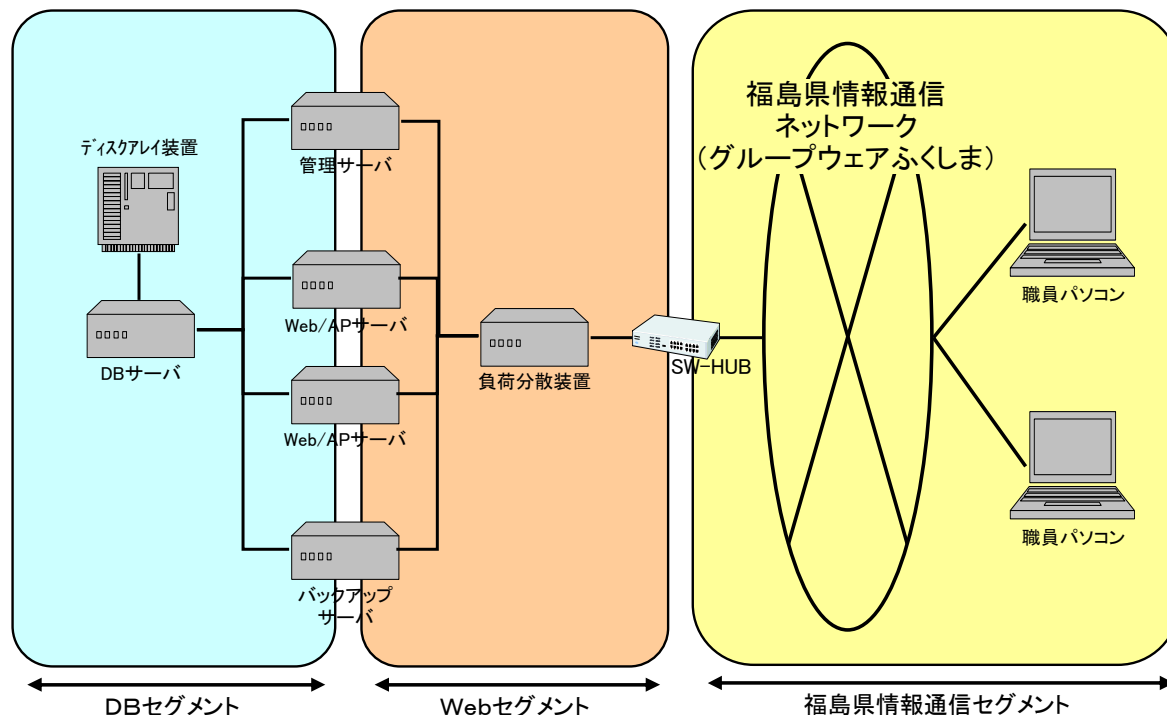 福島県情報通信
ネットワーク
（グループウェアふくしま）
ﾃﾞｨｽｸｱﾚｲ装置
管理サーバ
Web/APサーバ
DBサーバ
負荷分散装置
SW-HUB
職員パソコン
Web/APサーバ
職員パソコン
バックアップ
サーバ
DBセグメント
Webセグメント
福島県情報通信セグメント